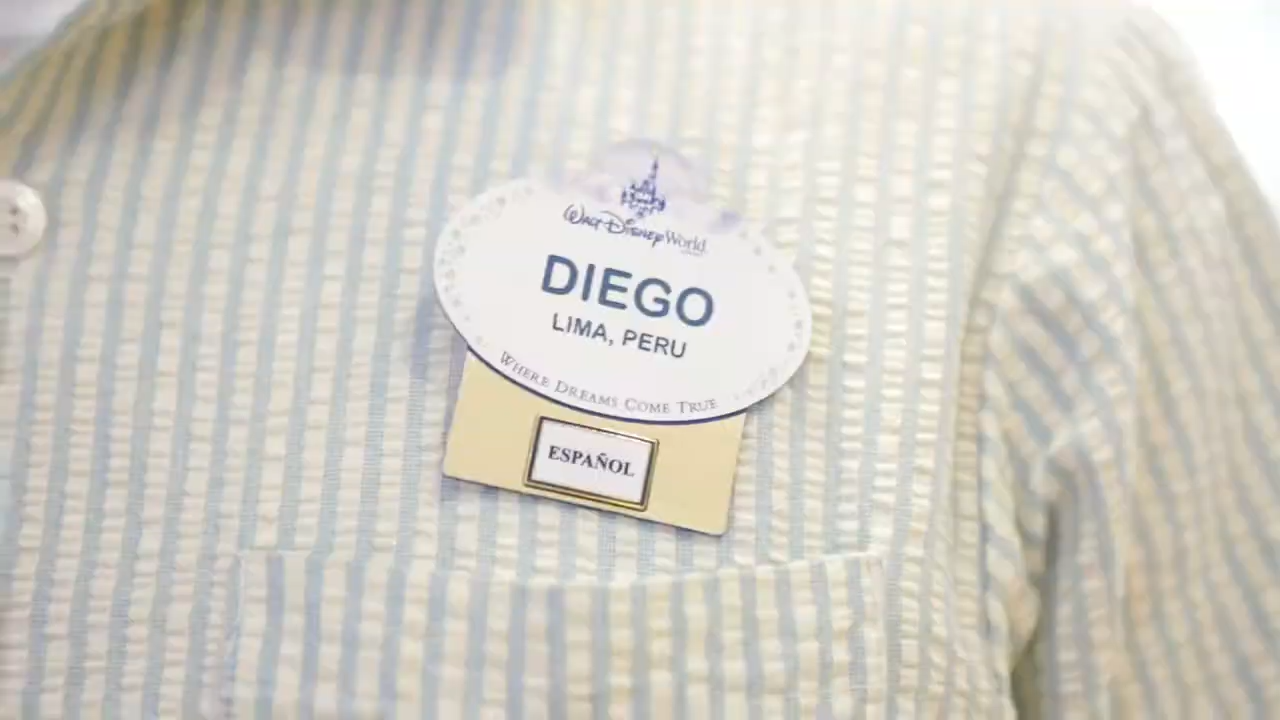 Walt Disney World
DIEGO
LIMA, PERU
WHERE DREAMS COME TRUE
ESPAÑOL